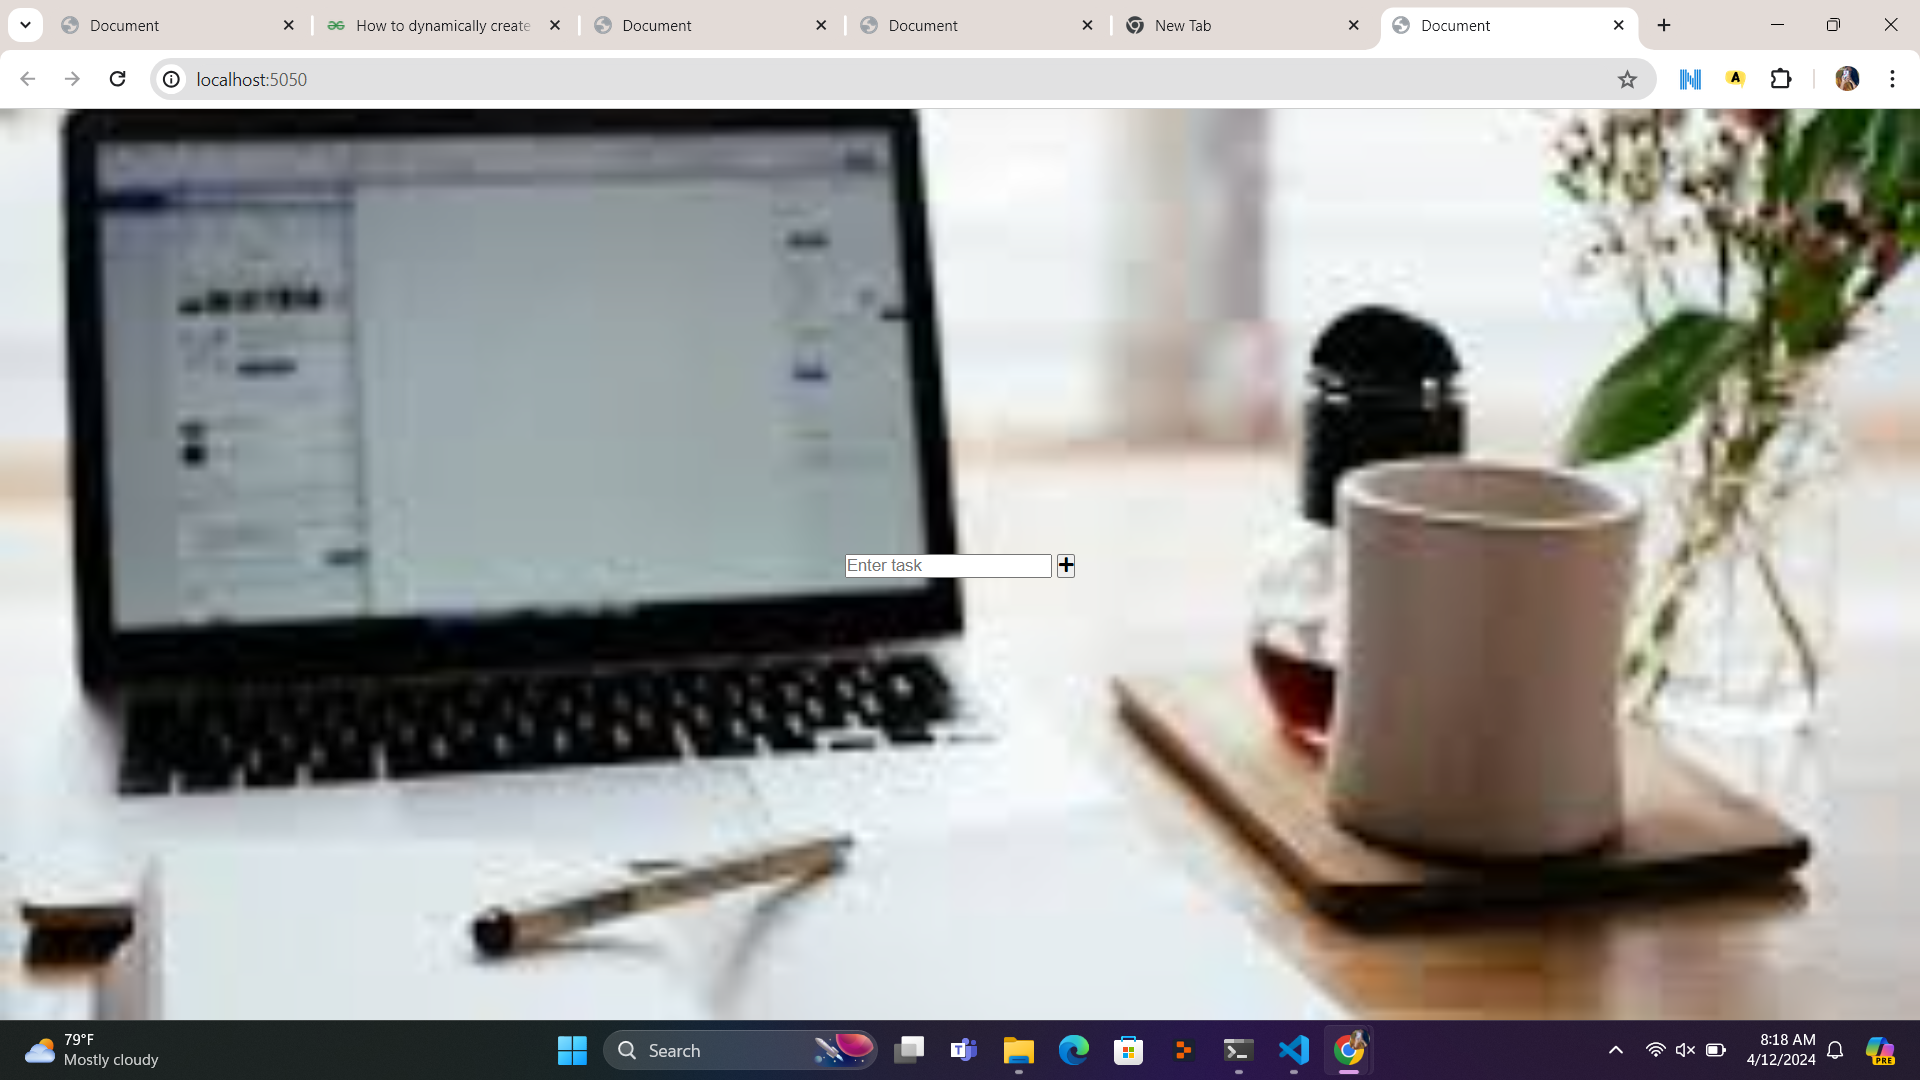 Document
How to dynamically create
Document
Document
New Tab
Document
localhost:5050
Enter task
79°F
Mostly cloudy
Search
8:18 AM
4/12/2024
PRE